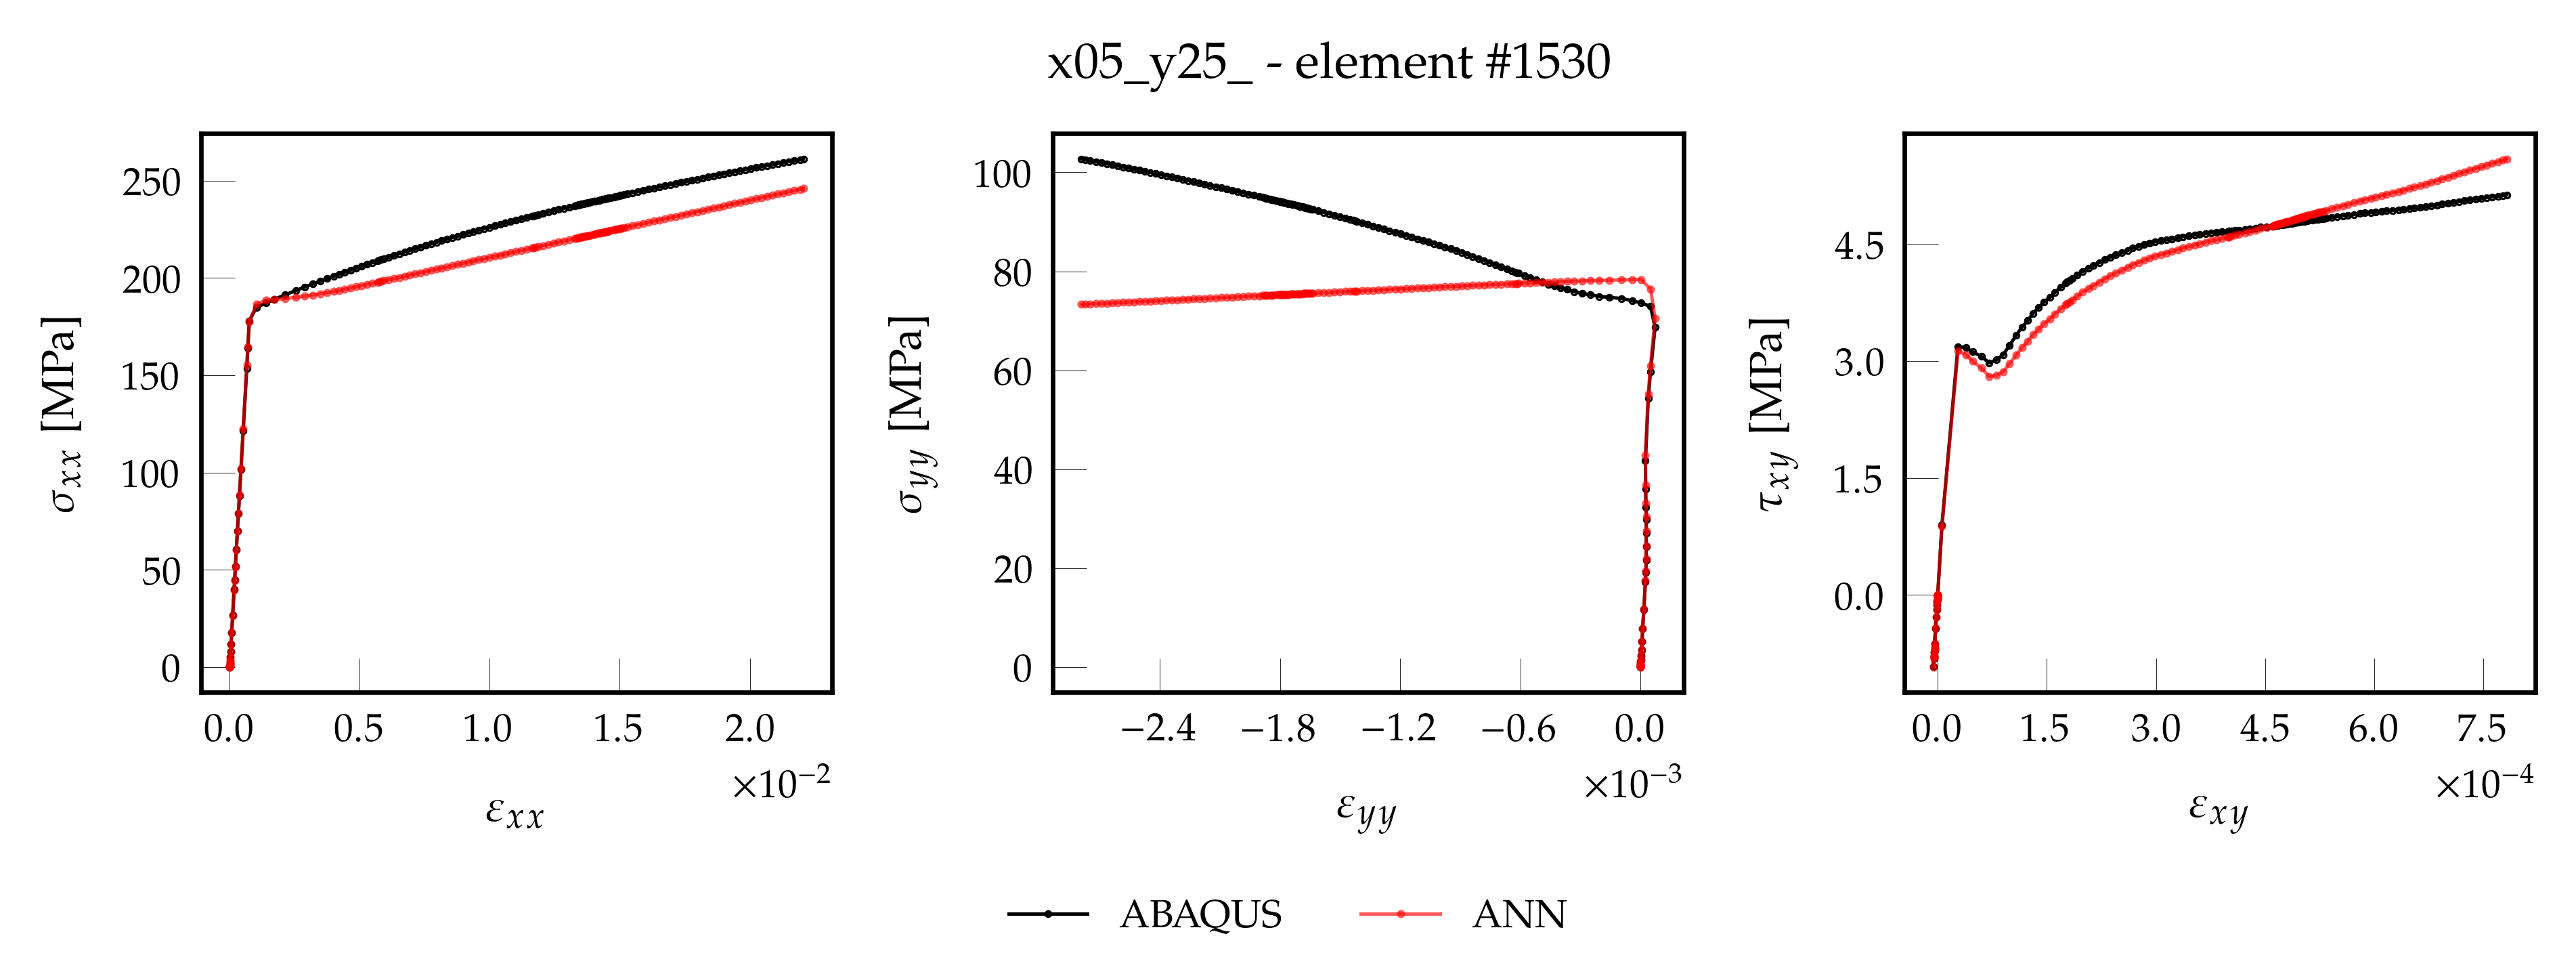 x05_y25_ - element #1530
σxx [MPa]
250
200
150
100
50
0
0.0 0.5 1.0 1.5 2.0
×10−2
εxx
σyy [MPa]
100
80
60
40
20
0
−2.4 −1.8 −1.2 −0.6 0.0
×10−3
εyy
τxy [MPa]
4.5
3.0
1.5
0.0
0.0 1.5 3.0 4.5 6.0 7.5
×10−4
εxy
ABAQUS ANN